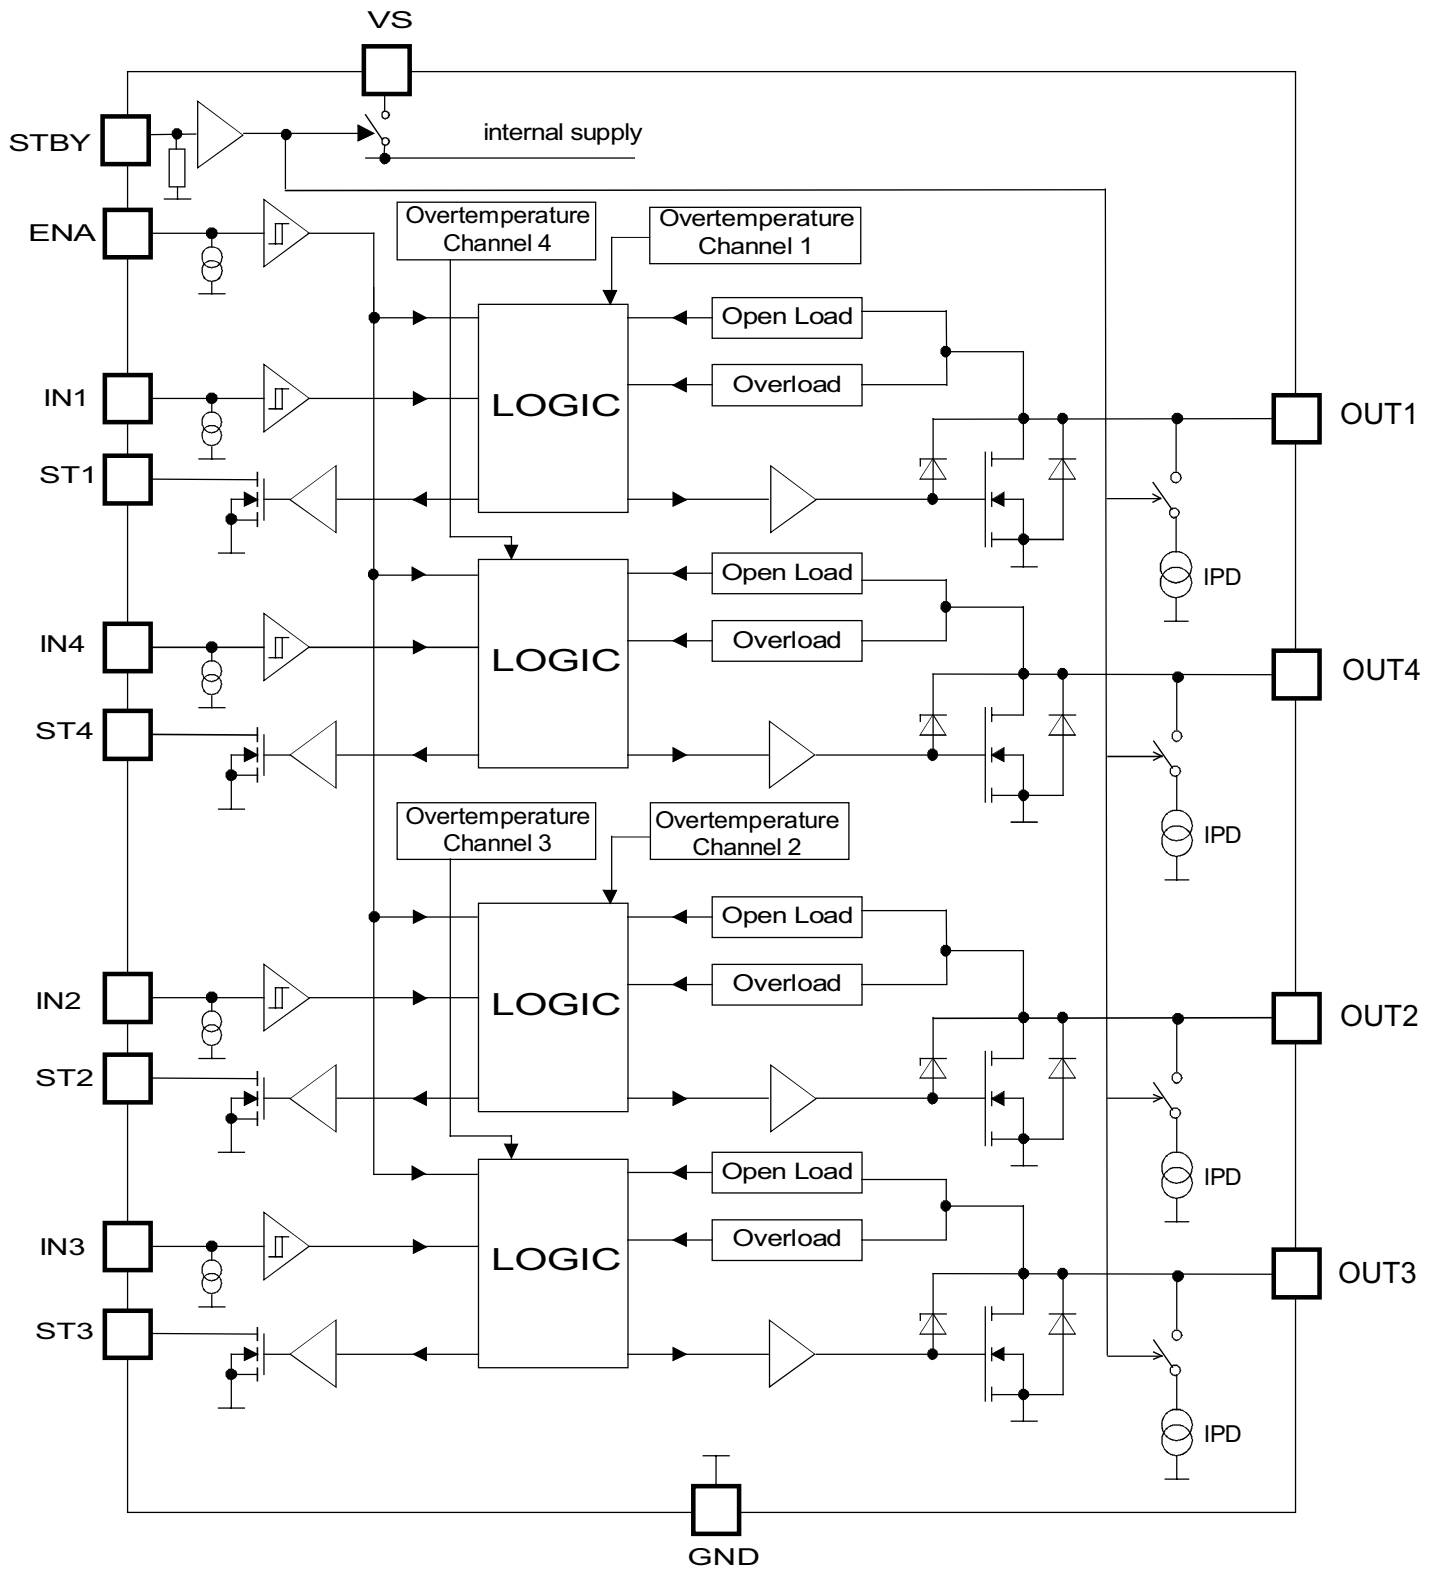 VS
STBY
internal supply
ENA
Overtemperature
Channel 4
Overtemperature
Channel 1
Open Load
IN1
LOGIC
Overload
OUT1
ST1
Open Load
IPD
IN4
LOGIC
Overload
OUT4
ST4
Overtemperature
Channel 3
Overtemperature
Channel 2
IPD
Open Load
IN2
LOGIC
Overload
OUT2
ST2
Open Load
IPD
IN3
LOGIC
Overload
OUT3
ST3
IPD
GND